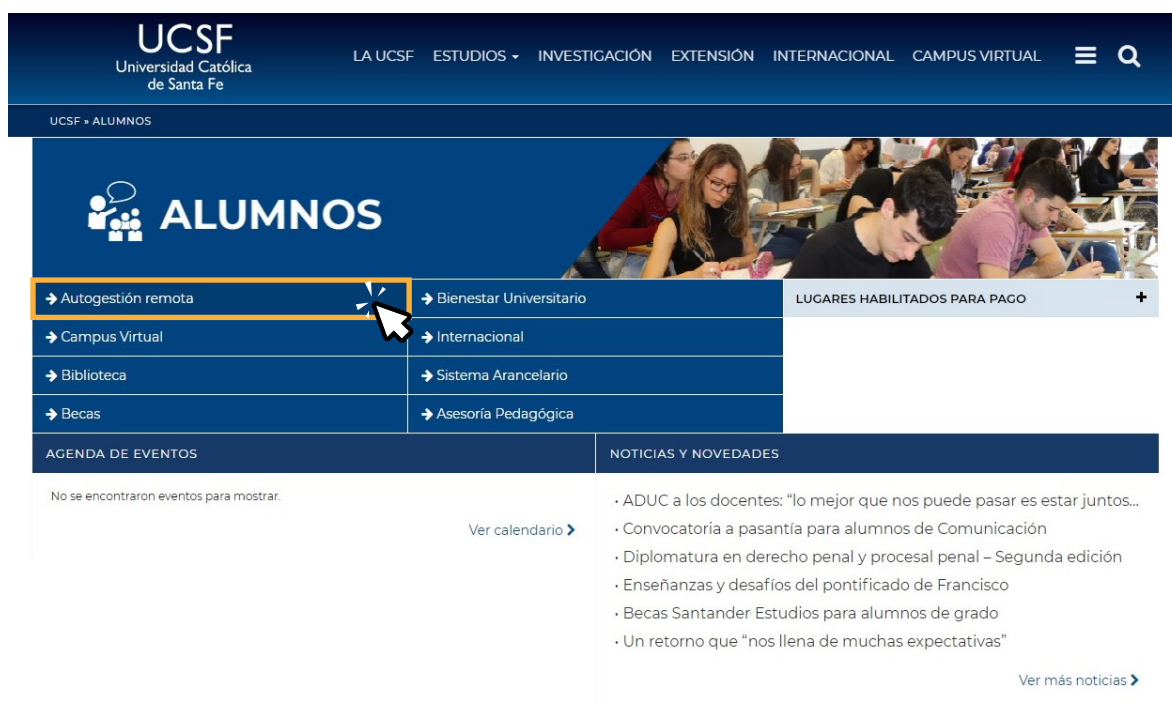 UCSF
Universidad Católica
de Santa Fe
LA UCSF ESTUDIOS INVESTIGACIÓN EXTENSIÓN INTERNACIONAL CAMPUS VIRTUAL
UCSF » ALUMNOS
ALUMNOS
Autogestión remota
Bienestar Universitario
LUGARES HABILITADOS PARA PAGO +
Campus Virtual
Internacional
Biblioteca
Sistema Arancelario
Becas
Asesoría Pedagógica
AGENDA DE EVENTOS
No se encontraron eventos para mostrar.
Ver calendario
NOTICIAS Y NOVEDADES
• ADUC a los docentes: “lo mejor que nos puede pasar es estar juntos...
• Convocatoria a pasantía para alumnos de Comunicación
• Diplomatura en derecho penal y procesal penal – Segunda edición
• Enseñanzas y desafíos del pontificado de Francisco
• Becas Santander Estudios para alumnos de grado
• Un retorno que “nos llena de muchas expectativas”
Ver más noticias